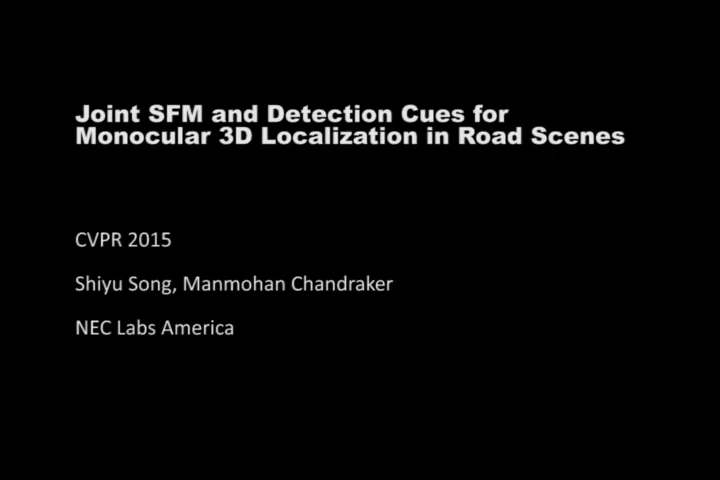 Joint SFM and Detection Cues for
Monocular 3D Localization in Road Scenes
CVPR 2015
Shiyu Song, Manmohan Chandraker
NEC Labs America